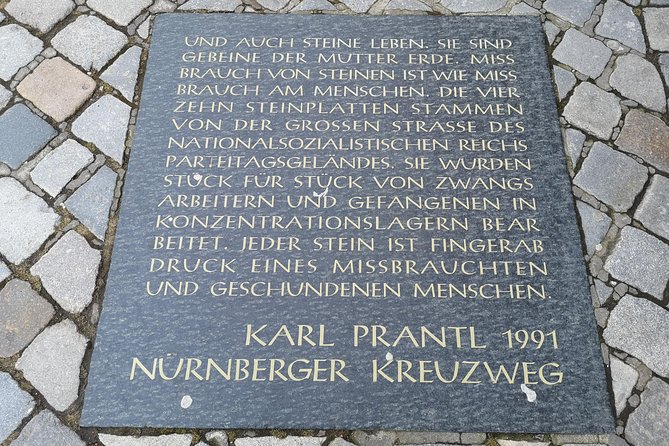 UND AUCH STEINE LEBEN. SIE SIND
GEBEINE DER MUTTER ERDE. MISS
BRAUCH VON STEINEN IST WIE MISS
BRAUCH AM MENSCHEN. DIE VIER
ZEHN STEINPLATTEN STAMMEN
VON DER GROSSEN STRASSE DES
NATIONALSOZIALISTISCHEN REICHS
PARTEITAGSGELÄNDES. SIE WURDEN
STÜCK FÜR STÜCK VON ZWANGS
ARBEITERN UND GEFANGENEN IN
KONZENTRATIONSLAGERN BEAR
BEITET. JEDER STEIN IST FINGERAB
DRUCK EINES MISSBRAUCHTEN
UND GESCHUNDENEN MENSCHEN.
KARL PRANTL 1991
NÜRNBERGER KREUZWEG